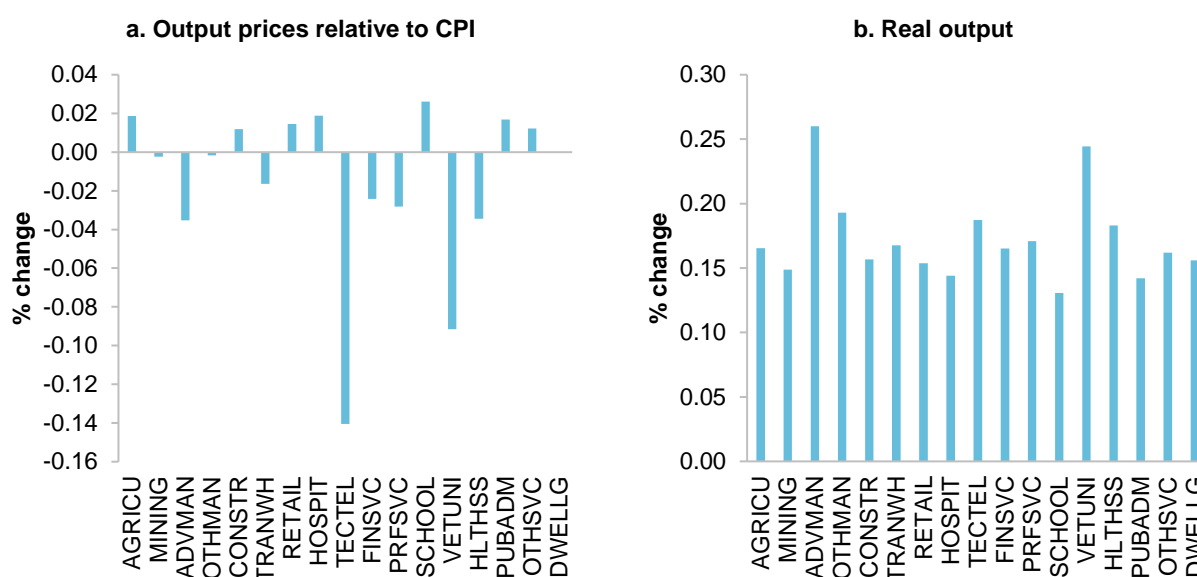 a. Output prices relative to CPI
% change
0.04
0.02
0.00
-0.02
-0.04
-0.06
-0.08
-0.10
-0.12
-0.14
-0.16
AGRICU
MINING
ADVMAN
OTHMAN
CONSTR
TRANWH
RETAIL
HOSPIT
TECTEL
FINSVC
PRFSVC
SCHOOL
VETUNI
HLTHSS
PUBADM
OTHSVC
DWELLG
b. Real output
% change
0.30
0.25
0.20
0.15
0.10
0.05
0.00
AGRICU
MINING
ADVMAN
OTHMAN
CONSTR
TRANWH
RETAIL
HOSPIT
TECTEL
FINSVC
PRFSVC
SCHOOL
VETUNI
HLTHSS
PUBADM
OTHSVC
DWELLG